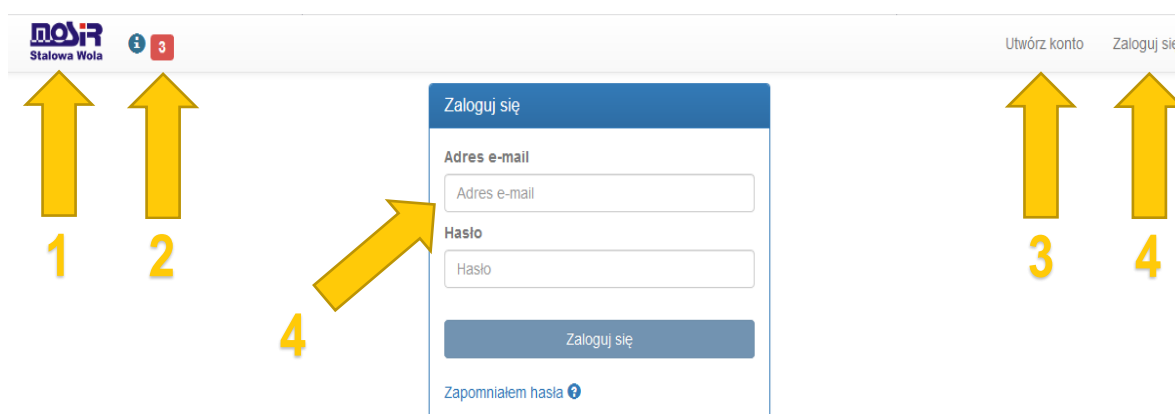 MOSiR
Stalowa Wola
3
Utwórz konto
Zaloguj się
Zaloguj się
Adres e-mail
Adres e-mail
Hasło
Hasło
Zaloguj się
Zapomniałem hasła
1
2
3
4
4